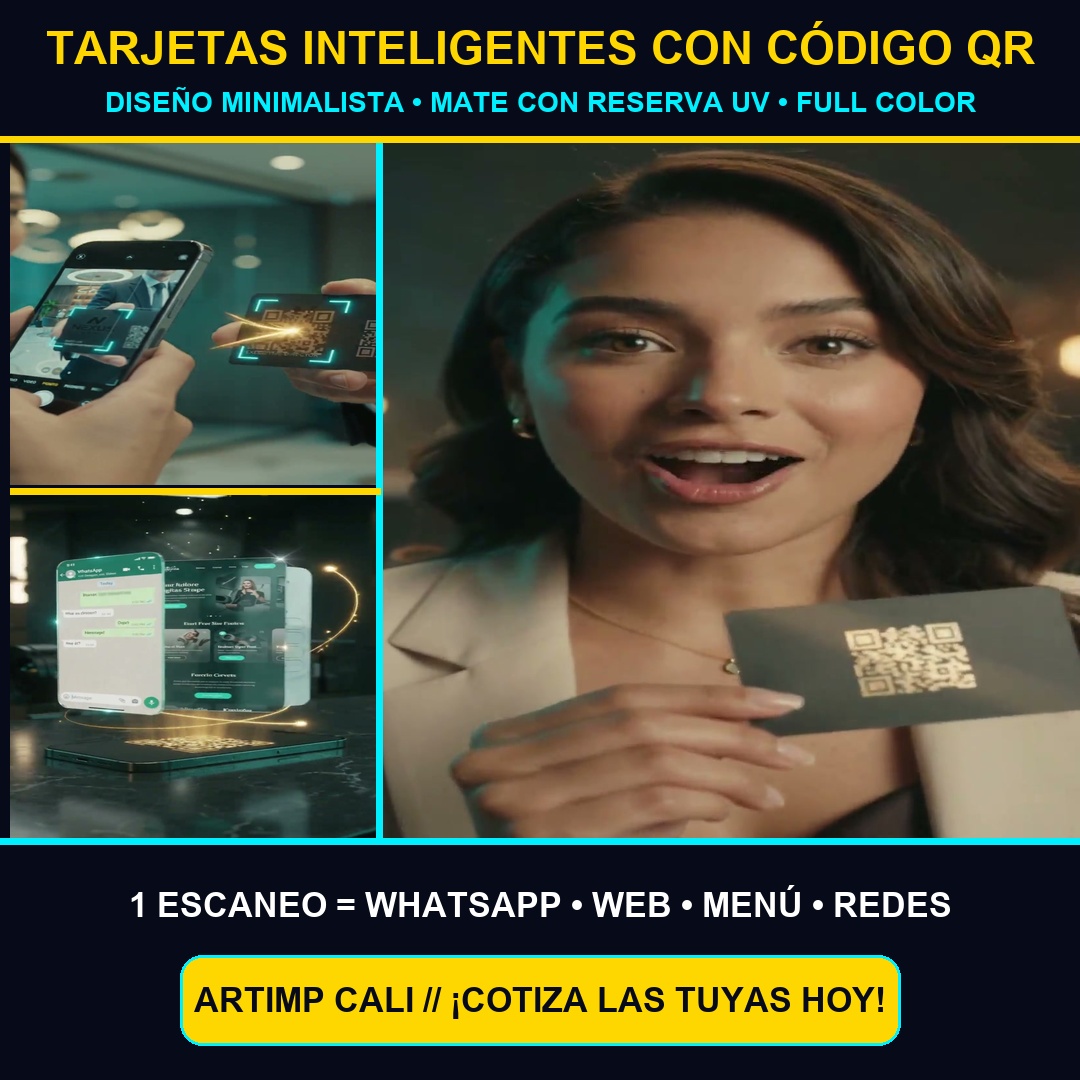 TARJETAS INTELIGENTES CON CÓDIGO QR
DISEÑO MINIMALISTA • MATE CON RESERVA UV • FULL COLOR
WhatsApp
1 ESCANEO = WHATSAPP • WEB • MENÚ • REDES
ARTIMP CALI // ¡COTIZA LAS TUYAS HOY!